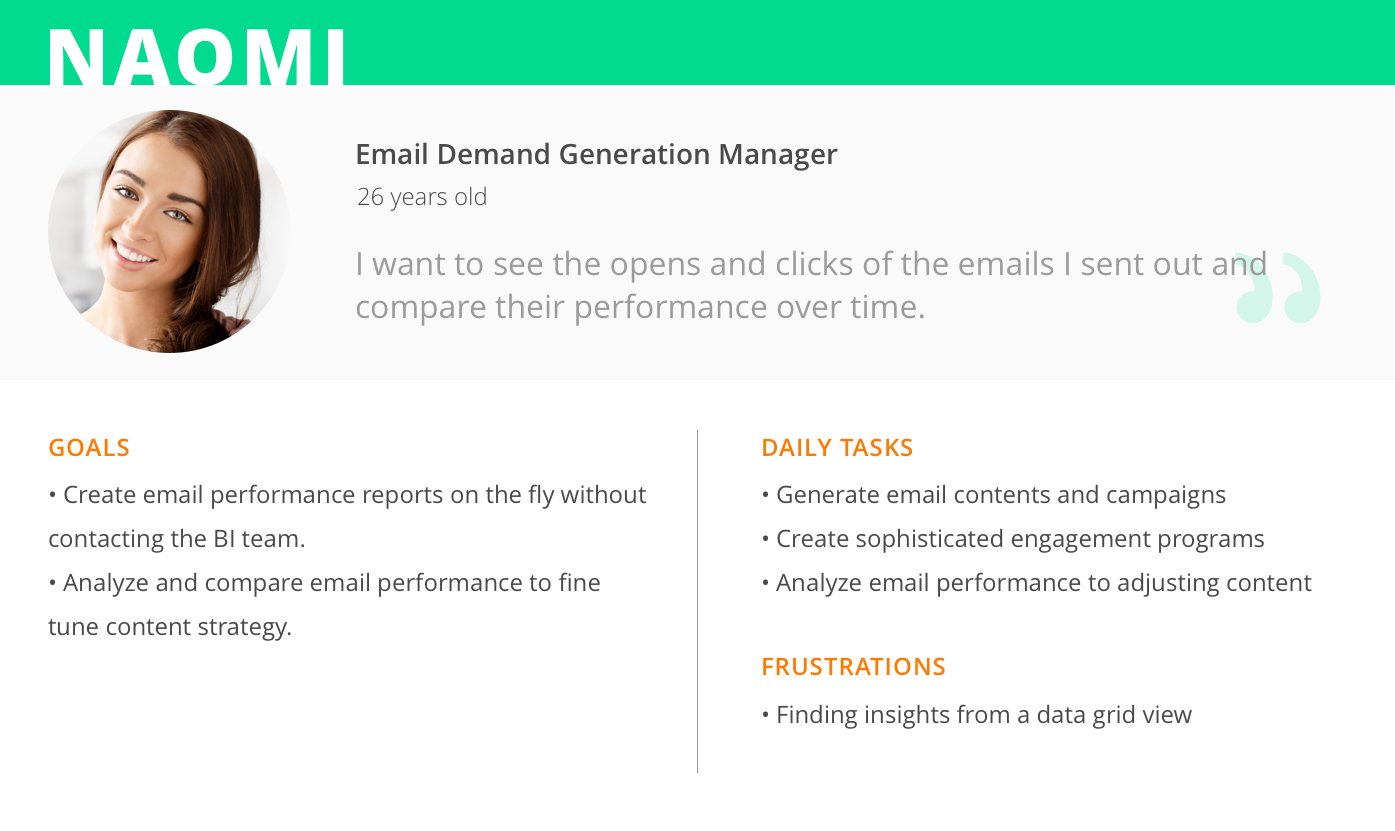 NAOMI
Email Demand Generation Manager
26 years old
I want to see the opens and clicks of the emails I sent out and
compare their performance over time.
”
GOALS
• Create email performance reports on the fly without
contacting the BI team.
• Analyze and compare email performance to fine
tune content strategy.
DAILY TASKS
• Generate email contents and campaigns
• Create sophisticated engagement programs
• Analyze email performance to adjusting content
FRUSTRATIONS
• Finding insights from a data grid view